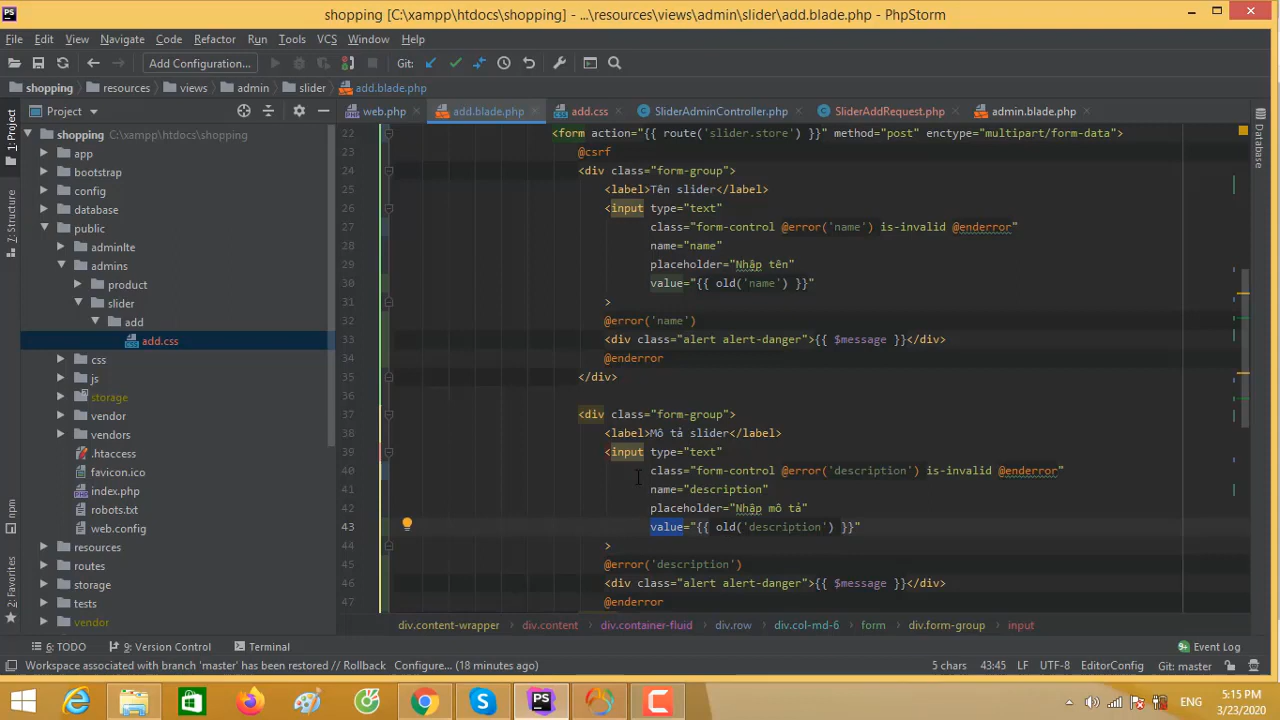 shopping [C:\xampp\htdocs\shopping] - ...\resources\views\admin\slider\add.blade.php - PhpStorm
File Edit View Navigate Code Refactor Run Tools VCS Window Help
Add Configuration... Git:
shopping resources views admin slider add.blade.php
Project web.php add.blade.php add.css SliderAdminController.php SliderAddRequest.php admin.blade.php
1: Project
7: Structure
npm
2: Favorites
Database
shopping C:\xampp\htdocs\shopping
app
bootstrap
config
database
public
adminlte
admins
product
slider
add
add.css
css
js
storage
vendor
vendors
.htaccess
favicon.ico
index.php
robots.txt
web.config
resources
routes
storage
tests
vendor
22 <form action="{{ route('slider.store') }}" method="post" enctype="multipart/form-data">
23 @csrf
24 <div class="form-group">
25 <label>Tên slider</label>
26 <input type="text"
27 class="form-control @error('name') is-invalid @enderror"
28 name="name"
29 placeholder="Nhập tên"
30 value="{{ old('name') }}"
31 >
32 @error('name')
33 <div class="alert alert-danger">{{ $message }}</div>
34 @enderror
35 </div>
36
37 <div class="form-group">
38 <label>Mô tả slider</label>
39 <input type="text"
40 class="form-control @error('description') is-invalid @enderror"
41 name="description"
42 placeholder="Nhập mô tả"
43 value="{{ old('description') }}"
44 >
45 @error('description')
46 <div class="alert alert-danger">{{ $message }}</div>
47 @enderror
div.content-wrapper div.content div.container-fluid div.row div.col-md-6 form div.form-group input
6: TODO 9: Version Control Terminal Event Log
Workspace associated with branch 'master' has been restored // Rollback Configure... (18 minutes ago) 5 chars 43:45 LF UTF-8 EditorConfig Git: master
ENG
5:15 PM
3/23/2020